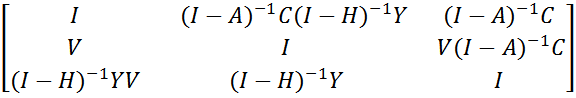 I (I − A)⁻¹C(I − H)⁻¹Y (I − A)⁻¹C
V I V(I − A)⁻¹C
(I − H)⁻¹YV (I − H)⁻¹Y I